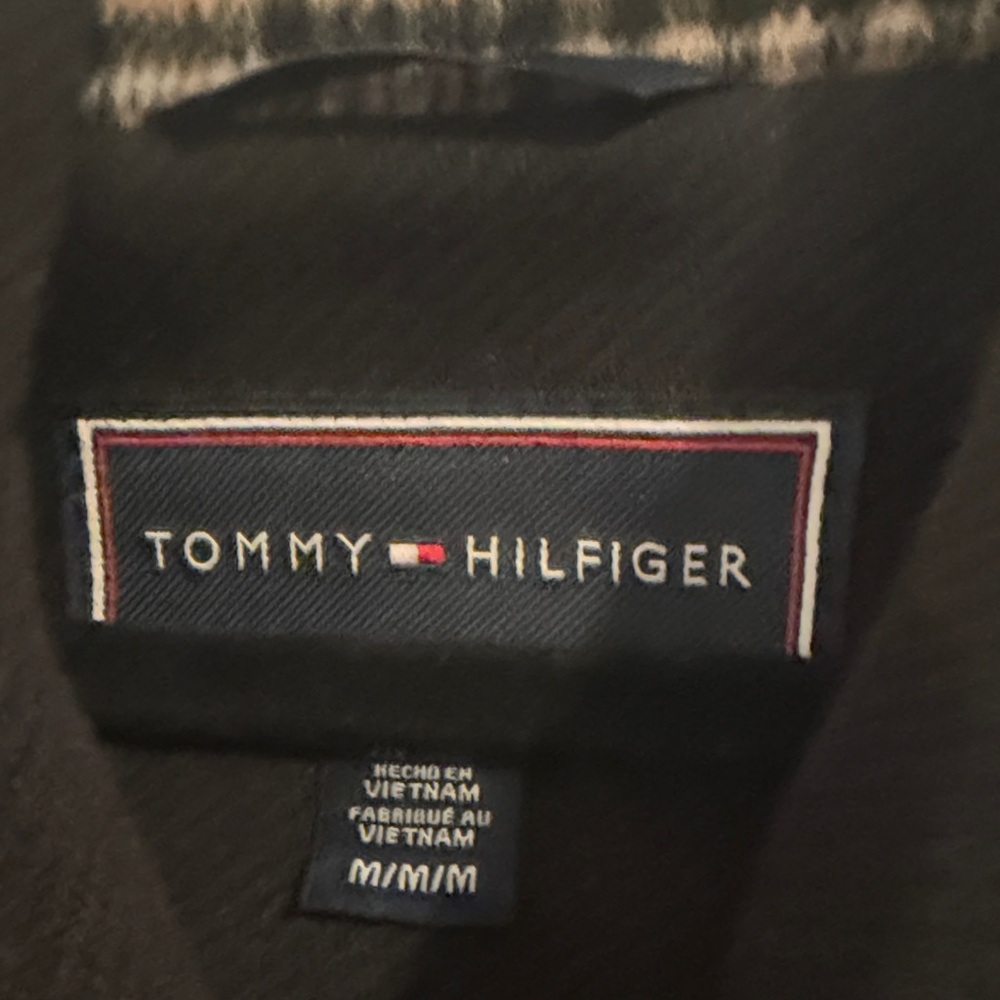 TOMMY HILFIGER
HECHO EN
VIETNAM
FABRIQUÉ AU
VIETNAM
M/M/M